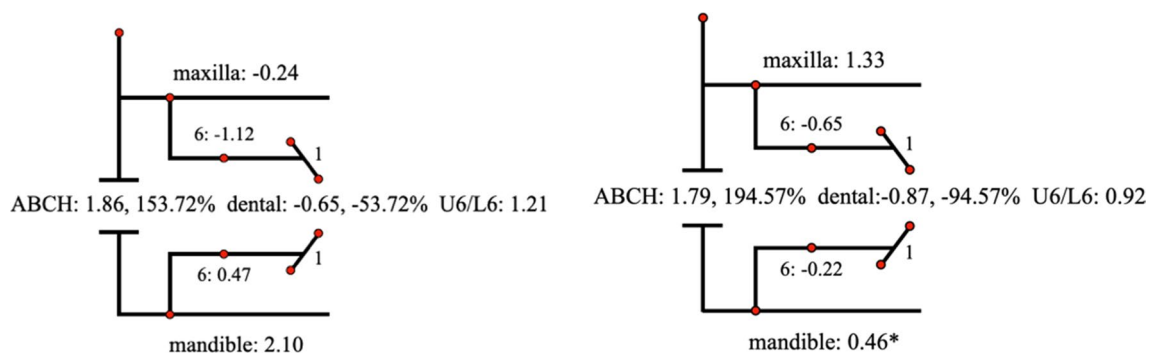 maxilla: -0.24
6: -1.12
1
ABCH: 1.86, 153.72% dental: -0.65, -53.72% U6/L6: 1.21
1
6: 0.47
mandible: 2.10
maxilla: 1.33
6: -0.65
1
ABCH: 1.79, 194.57% dental:-0.87, -94.57% U6/L6: 0.92
1
6: -0.22
mandible: 0.46*